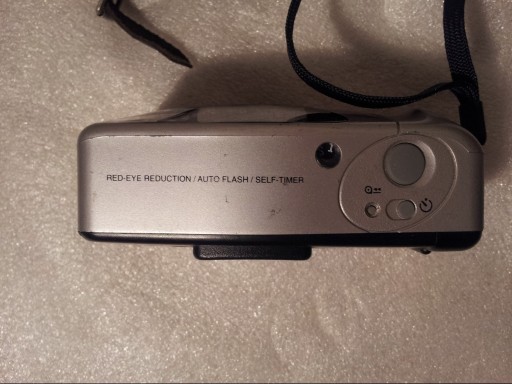 RED-EYE REDUCTION / AUTO FLASH / SELF-TIMER